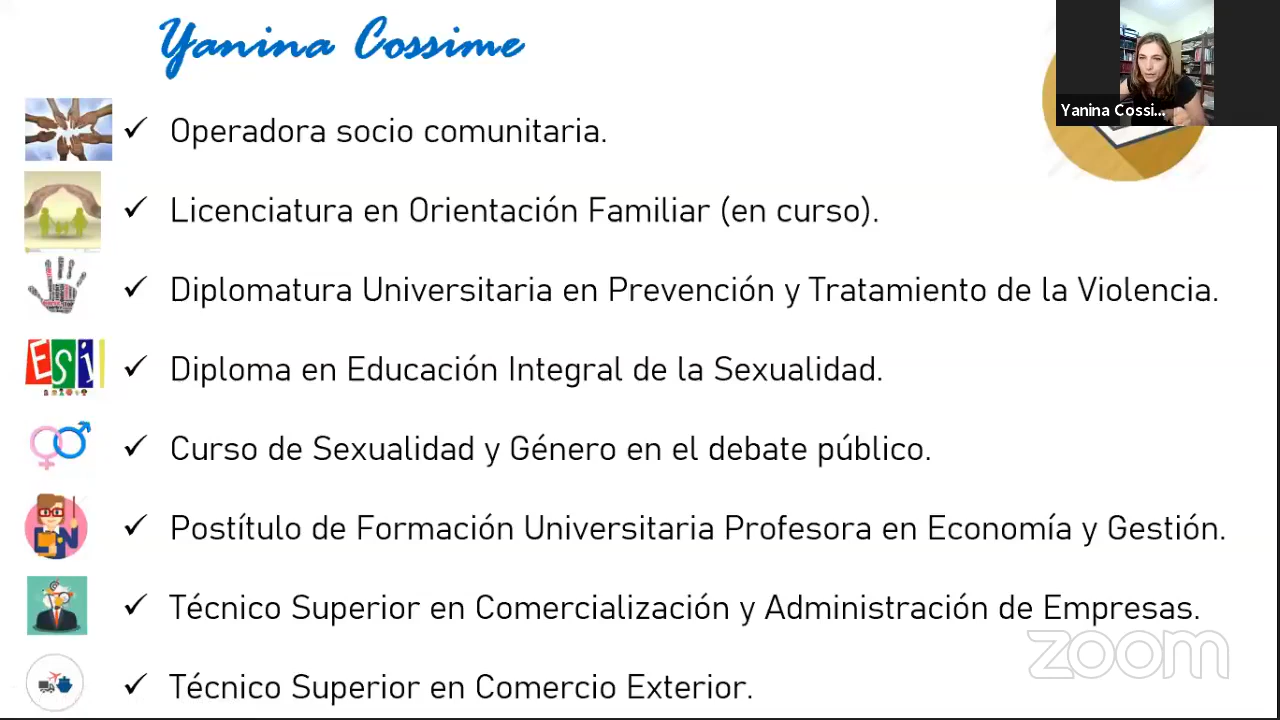 Yanina Cossime
Yanina Cossi...
Operadora socio comunitaria.
Licenciatura en Orientación Familiar (en curso).
Diplomatura Universitaria en Prevención y Tratamiento de la Violencia.
ESI
Diploma en Educación Integral de la Sexualidad.
Curso de Sexualidad y Género en el debate público.
Postítulo de Formación Universitaria Profesora en Economía y Gestión.
Técnico Superior en Comercialización y Administración de Empresas.
zoom
Técnico Superior en Comercio Exterior.